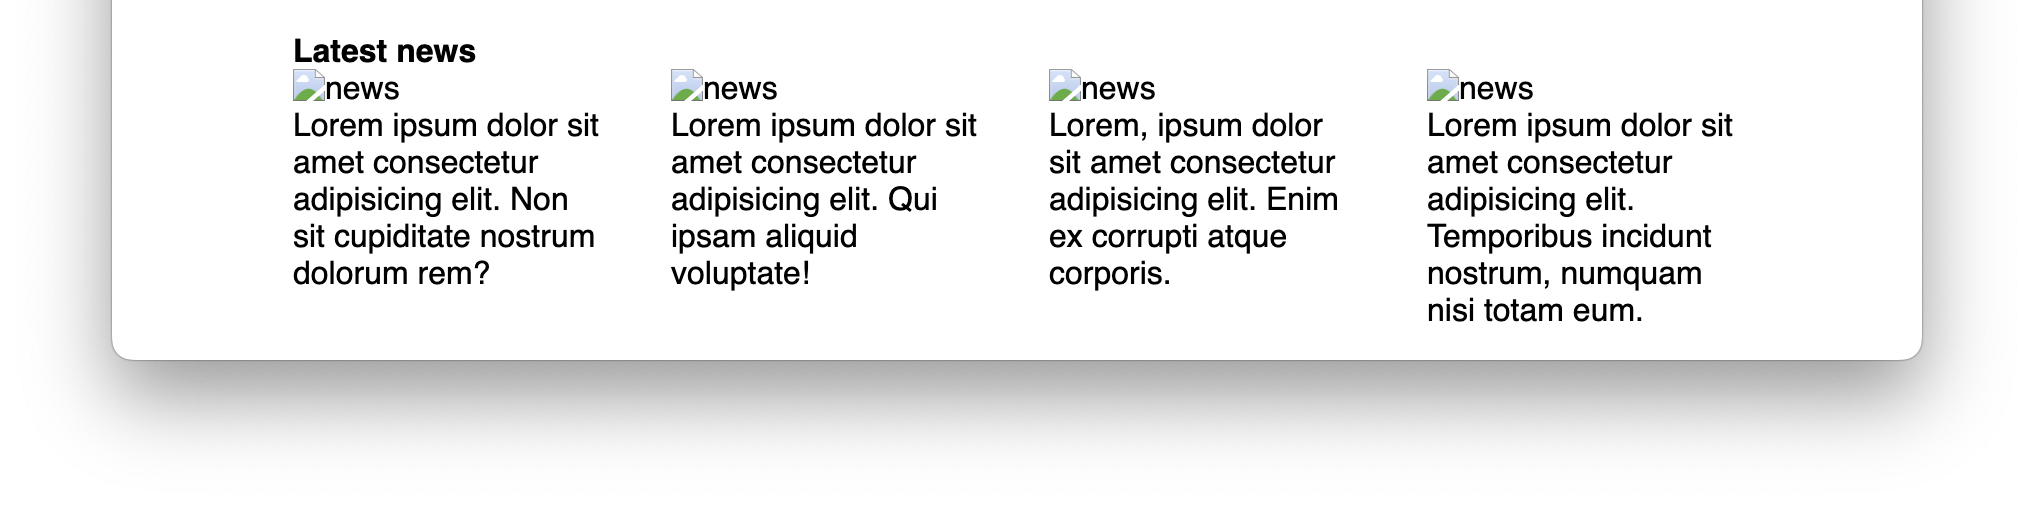 Latest news
news
Lorem ipsum dolor sit
amet consectetur
adipisicing elit. Non
sit cupiditate nostrum
dolorum rem?
news
Lorem ipsum dolor sit
amet consectetur
adipisicing elit. Qui
ipsam aliquid
voluptate!
news
Lorem, ipsum dolor
sit amet consectetur
adipisicing elit. Enim
ex corrupti atque
corporis.
news
Lorem ipsum dolor sit
amet consectetur
adipisicing elit.
Temporibus incidunt
nostrum, numquam
nisi totam eum.